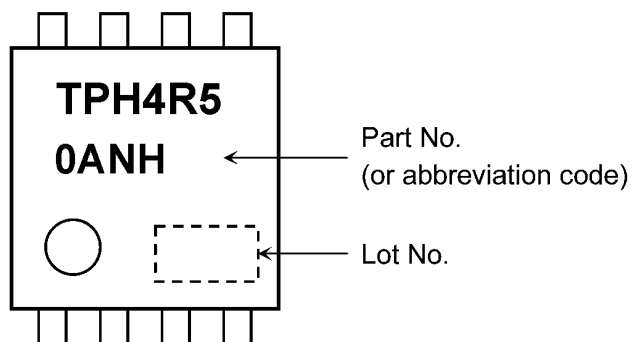 TPH4R5
0ANH
Part No.
(or abbreviation code)
Lot No.